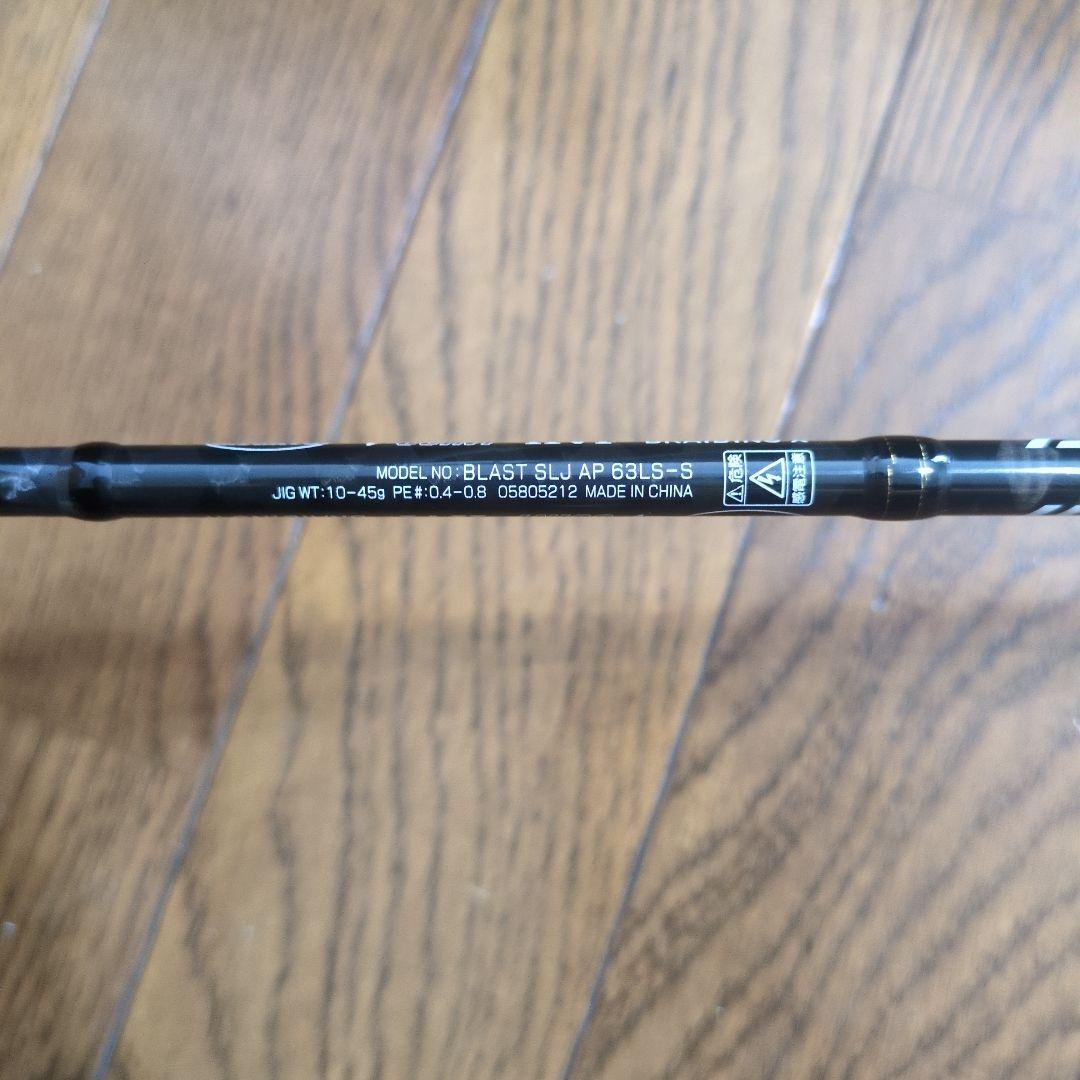 MODEL NO : BLAST SLJ AP 63LS-S
JIG WT : 10-45g PE# : 0.4-0.8 05805212 MADE IN CHINA
危険
感電注意